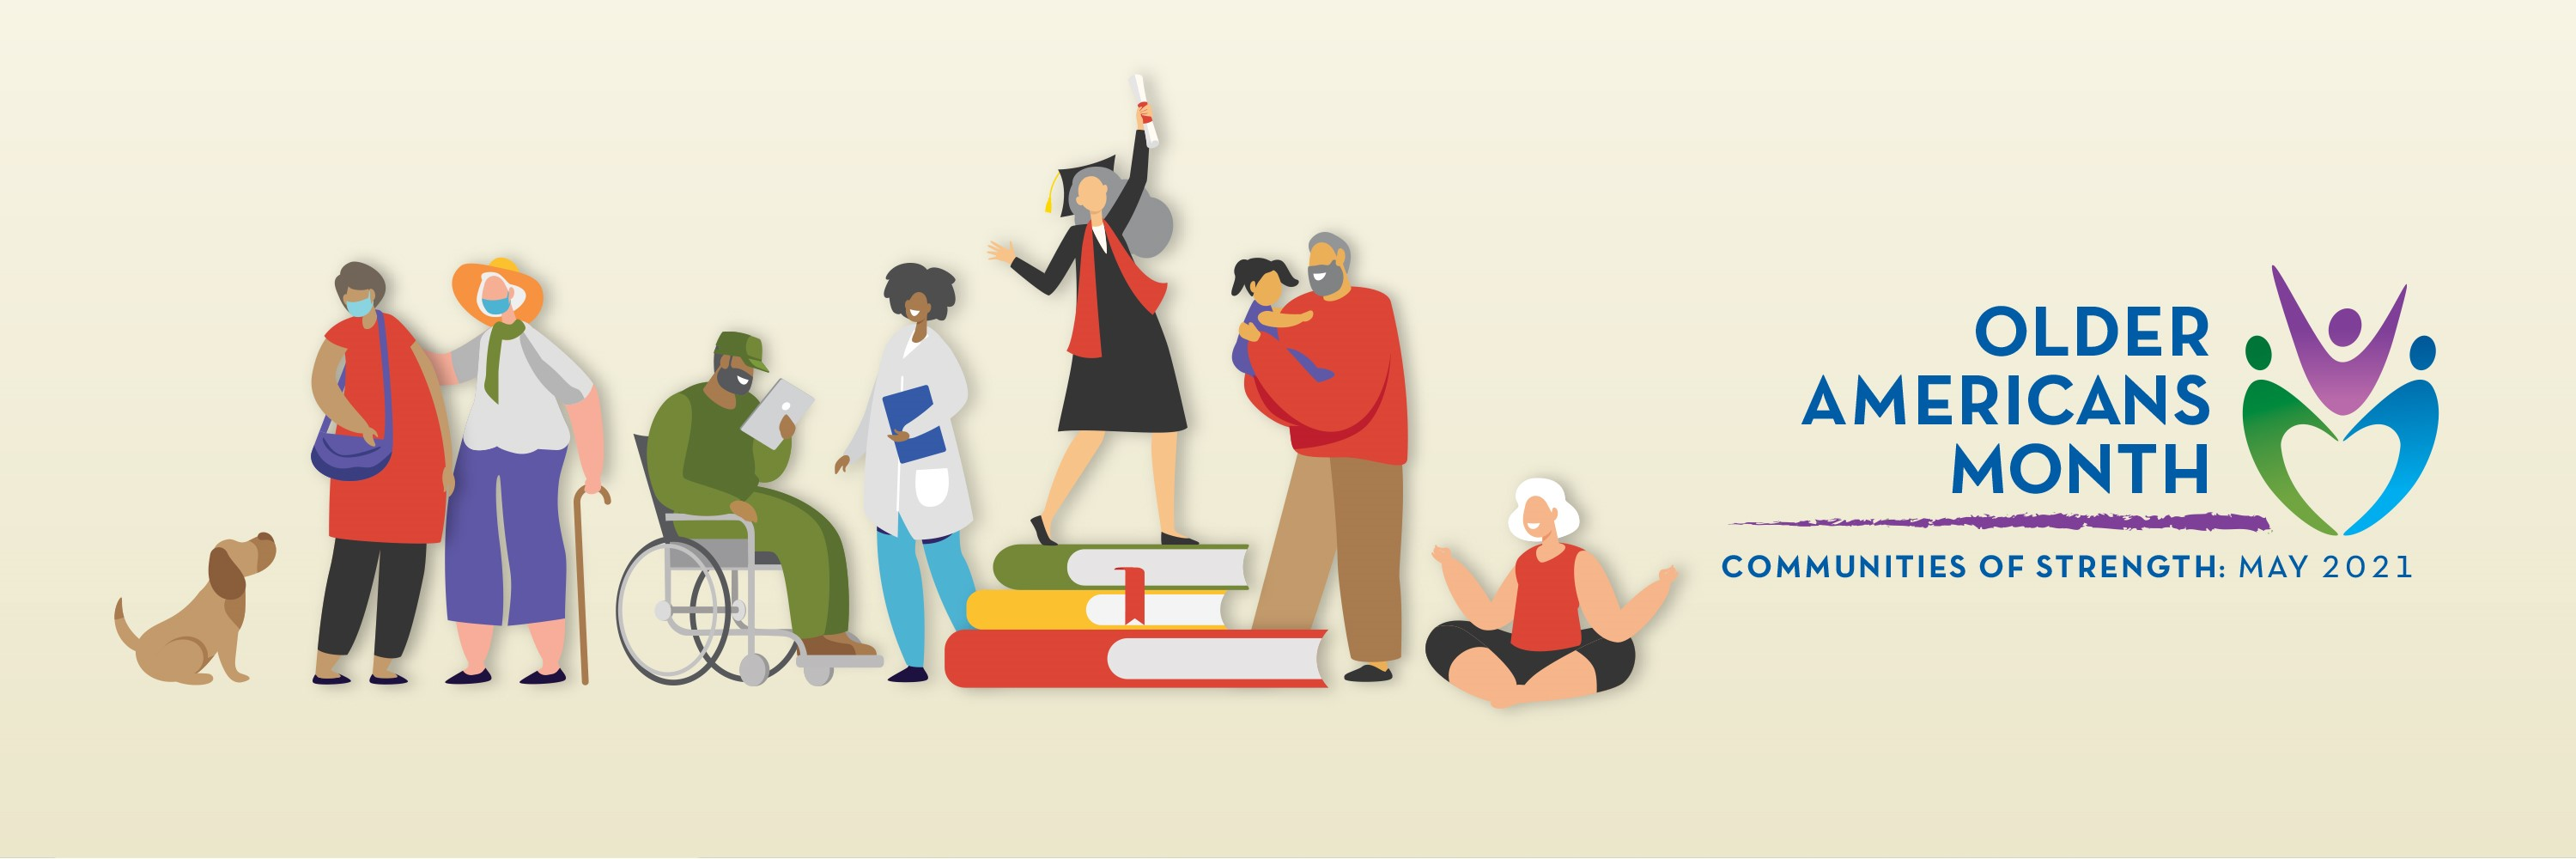 OLDER
AMERICANS
MONTH
COMMUNITIES OF STRENGTH: MAY 2021